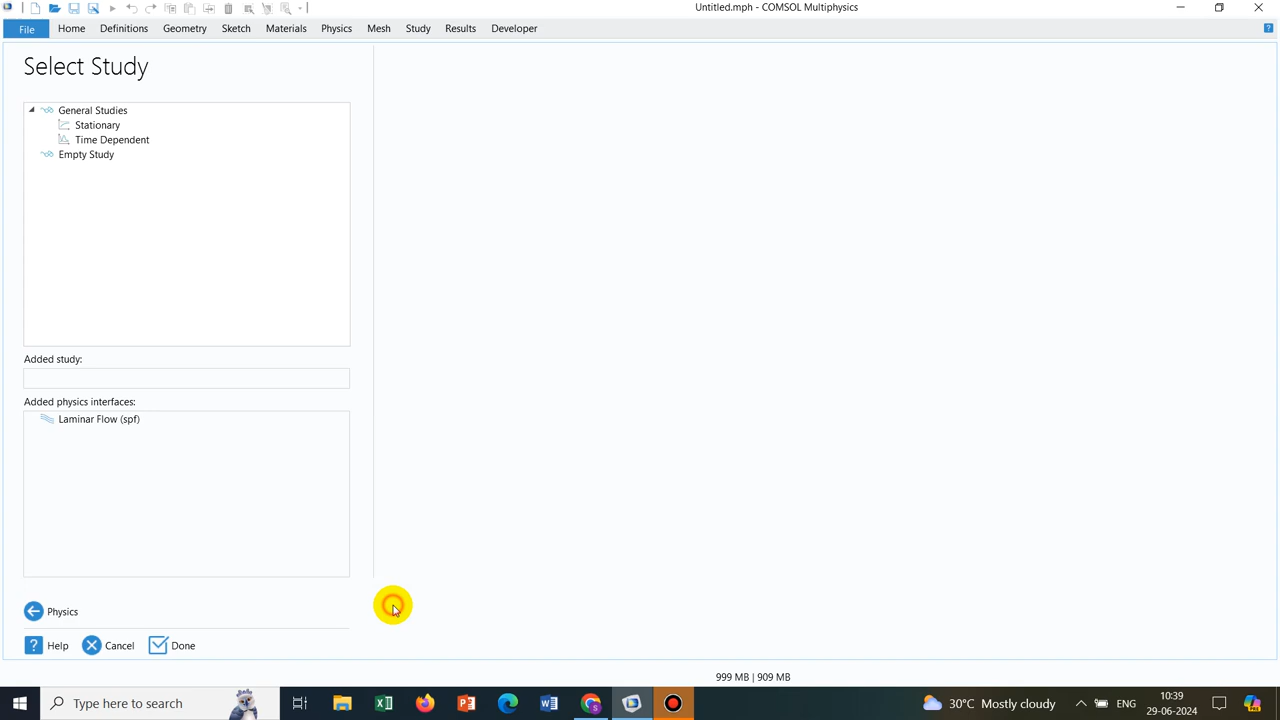 Untitled.mph - COMSOL Multiphysics
File Home Definitions Geometry Sketch Materials Physics Mesh Study Results Developer ?
Select Study
General Studies
Stationary
Time Dependent
Empty Study
Added study:
Added physics interfaces:
Laminar Flow (spf)
Physics
? Help Cancel Done
999 MB | 909 MB
Type here to search
30°C Mostly cloudy
ENG
10:39
29-06-2024